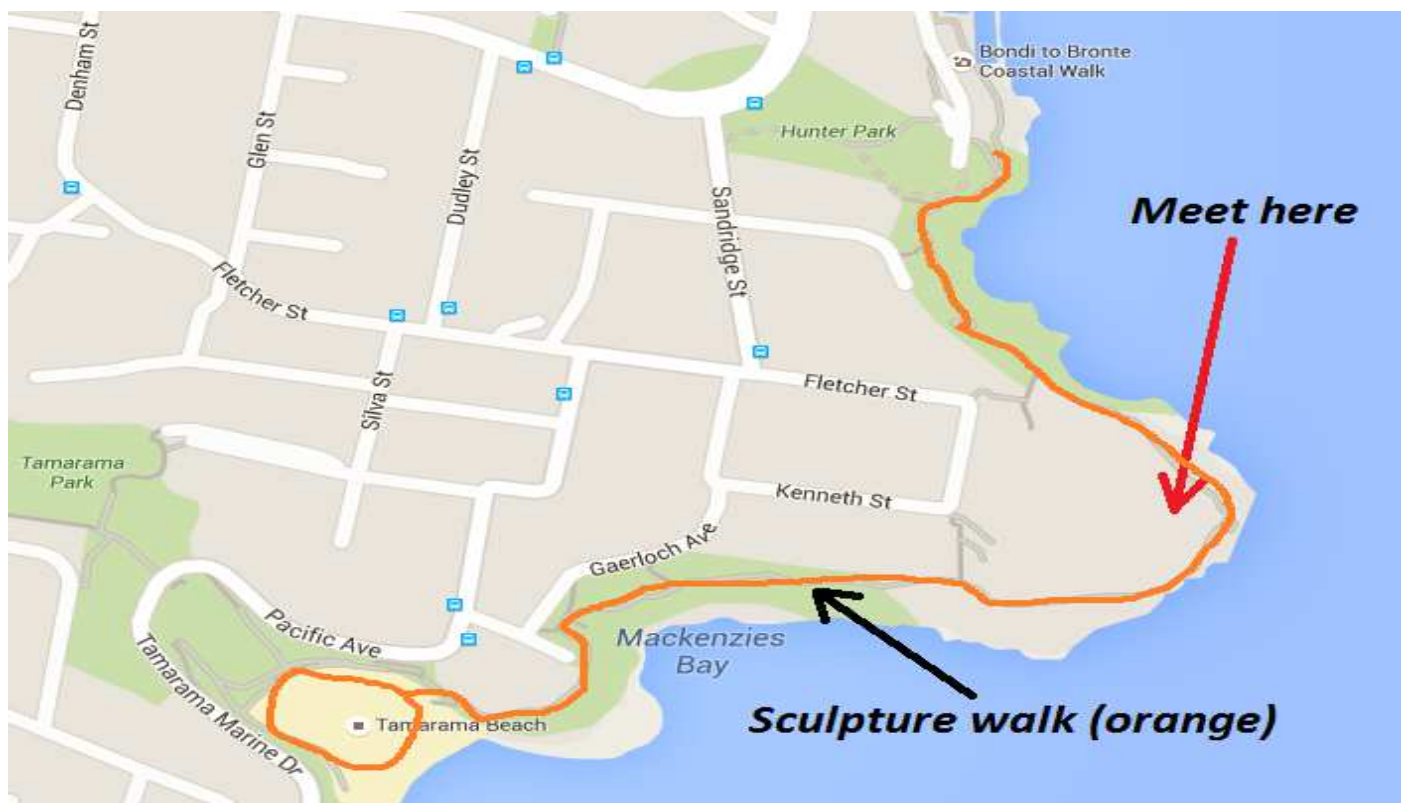 Denham St
Glen St
Dudley St
Bondi to Bronte
Coastal Walk
Hunter Park
Meet here
Sandridge St
Fletcher St
Silva St
Fletcher St
Tamarama
Park
Kenneth St
Gaerloch Ave
Pacific Ave
Mackenzies
Bay
Tamarama Marine Dr
Tamarama Beach
Sculpture walk (orange)